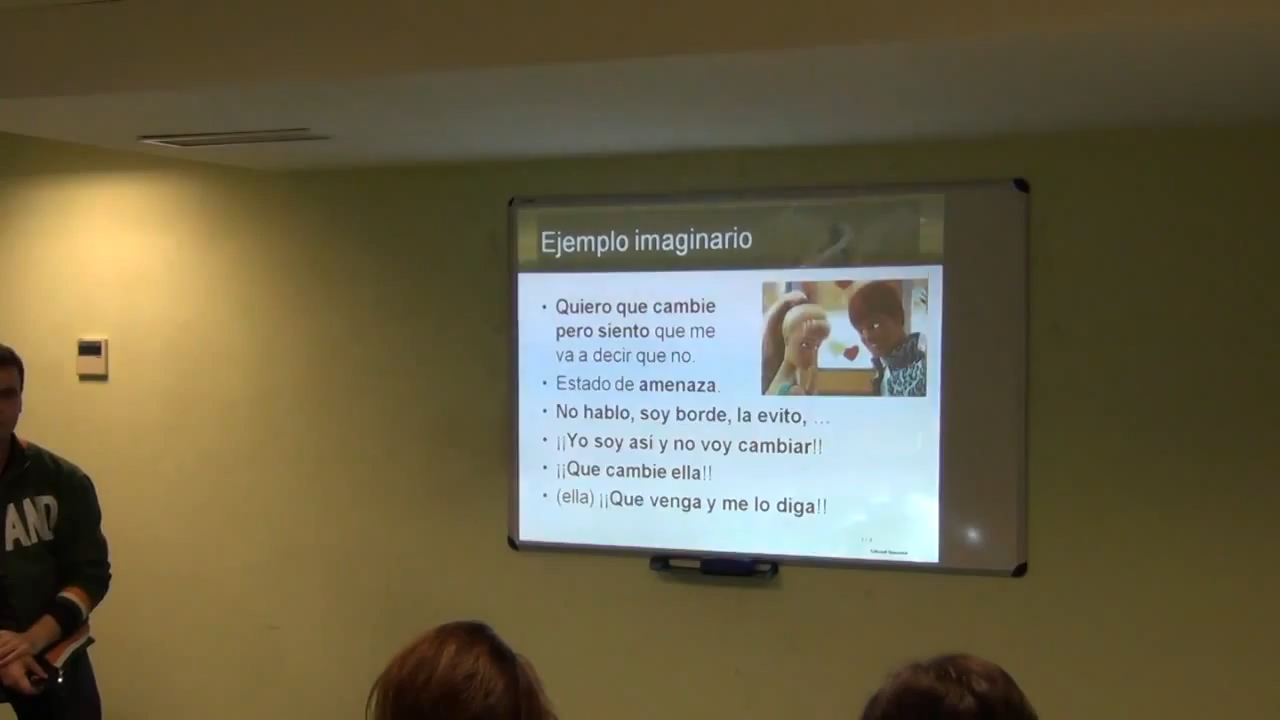 Ejemplo imaginario
• Quiero que cambie
pero siento que me
va a decir que no.
• Estado de amenaza.
• No hablo, soy borde, la evito, ...
• ¡¡Yo soy así y no voy cambiar!!
• ¡¡Que cambie ella!!
• (ella) ¡¡Que venga y me lo diga!!
AND